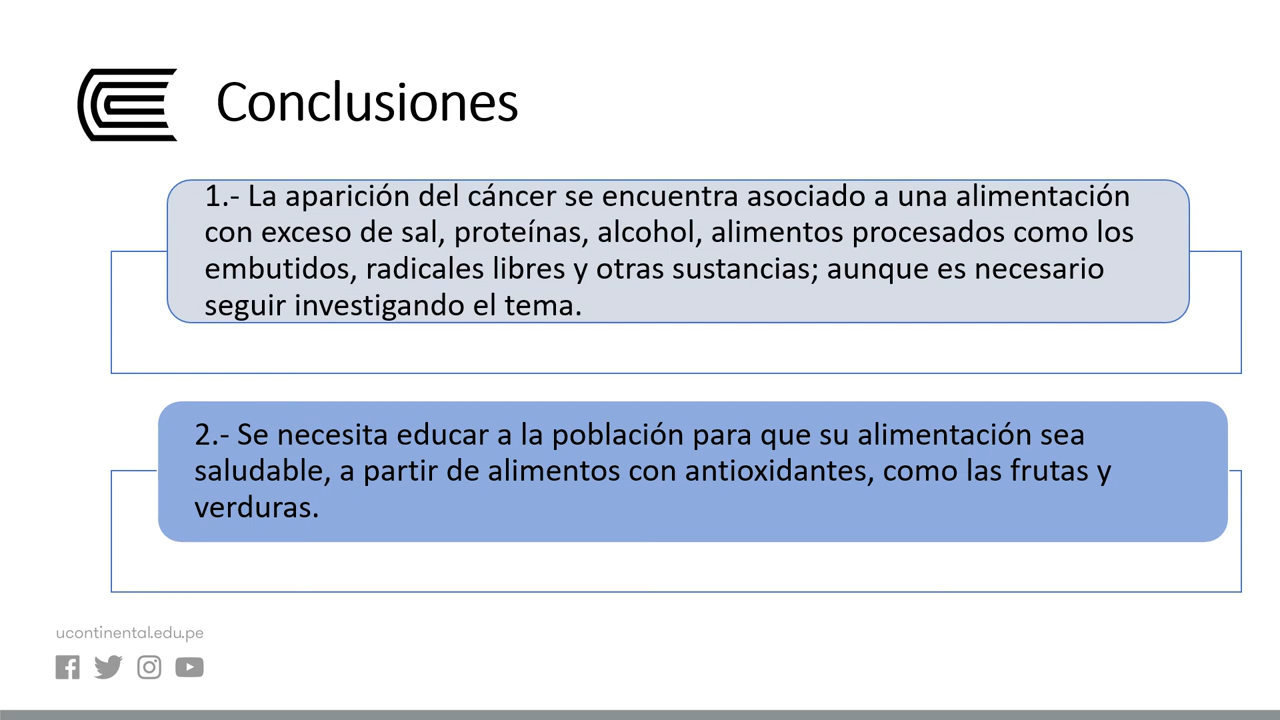 Conclusiones
1.- La aparición del cáncer se encuentra asociado a una alimentación
con exceso de sal, proteínas, alcohol, alimentos procesados como los
embutidos, radicales libres y otras sustancias; aunque es necesario
seguir investigando el tema.
2.- Se necesita educar a la población para que su alimentación sea
saludable, a partir de alimentos con antioxidantes, como las frutas y
verduras.
ucontinental.edu.pe